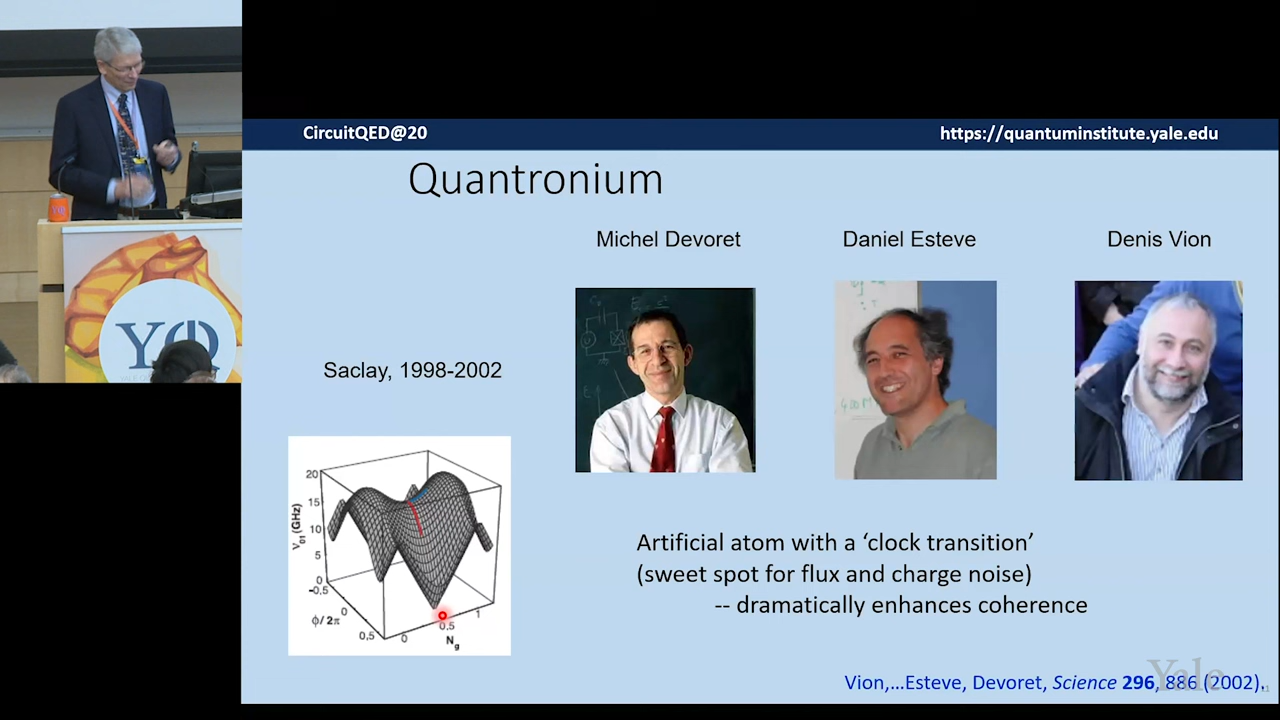 CircuitQED@20
https://quantuminstitute.yale.edu
Quantronium
Michel Devoret
Daniel Esteve
Denis Vion
Saclay, 1998-2002
20
15
10
5
0
ν01 (GHz)
-0.5
0
0,5
ϕ/2π
0
0.5
1
Ng
Artificial atom with a ‘clock transition’
(sweet spot for flux and charge noise)
-- dramatically enhances coherence
Vion,…Esteve, Devoret, Science 296, 886 (2002).
Yale
11
YQ